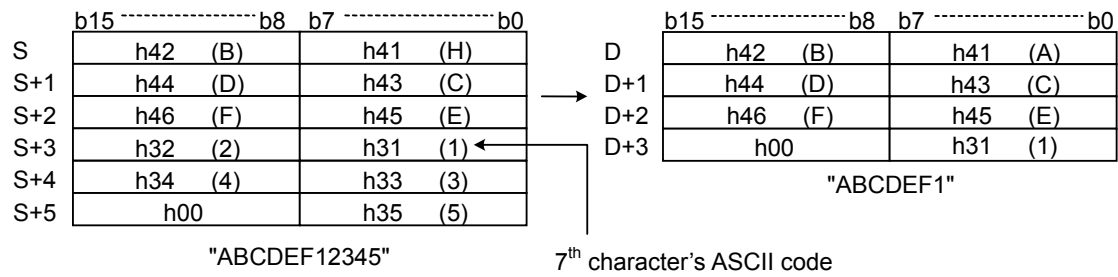 b15 b8 b7 b0 b15 b8 b7 b0
S h42 (B) h41 (H) D h42 (B) h41 (A)
S+1 h44 (D) h43 (C) D+1 h44 (D) h43 (C)
S+2 h46 (F) h45 (E) D+2 h46 (F) h45 (E)
S+3 h32 (2) h31 (1) D+3 h00 h31 (1)
S+4 h34 (4) h33 (3) "ABCDEF1"
S+5 h00 h35 (5)
"ABCDEF12345" 7th character's ASCII code